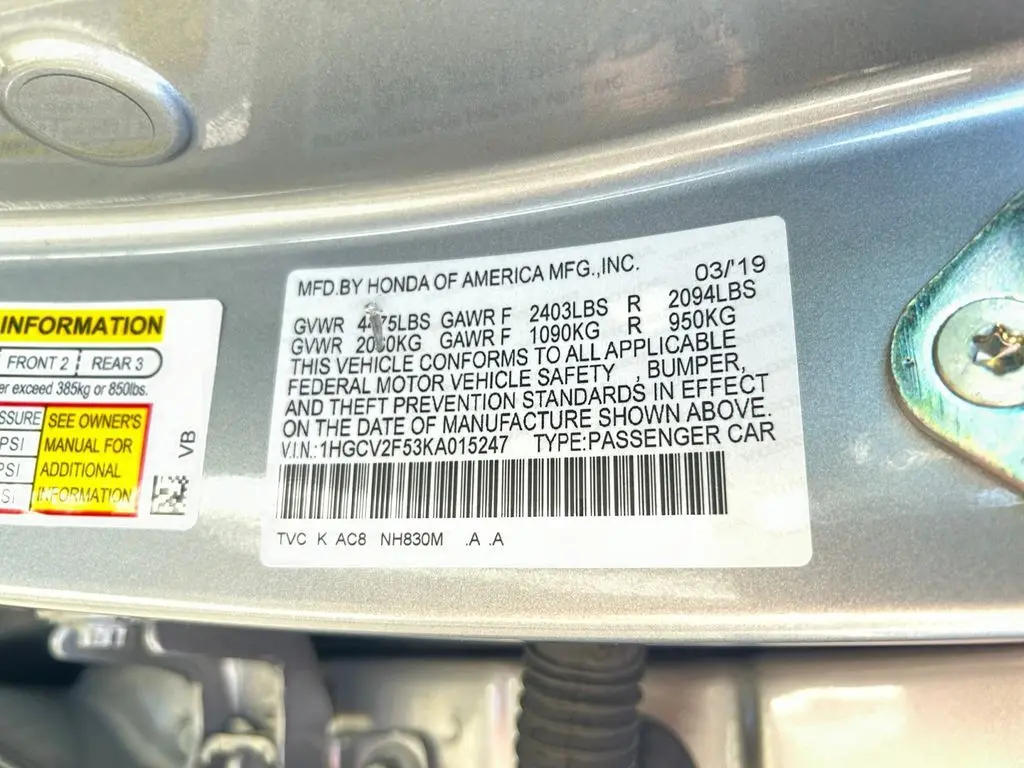 INFORMATION
FRONT 2 REAR 3
er exceed 385kg or 850lbs.
SSURE SEE OWNER'S
PSI MANUAL FOR
PSI ADDITIONAL
SI INFORMATION
VB
MFD.BY HONDA OF AMERICA MFG.,INC. 03/'19
GVWR GAWR F 2403LBS R 2094LBS
GVWR GAWR F 1090KG R 950KG
THIS VEHICLE CONFORMS TO ALL APPLICABLE
FEDERAL MOTOR VEHICLE SAFETY , BUMPER,
AND THEFT PREVENTION STANDARDS IN EFFECT
ON THE DATE OF MANUFACTURE SHOWN ABOVE.
V.I.N.:1HGCV2F53KA015247 TYPE:PASSENGER CAR
TVC K AC8 NH830M .A .A